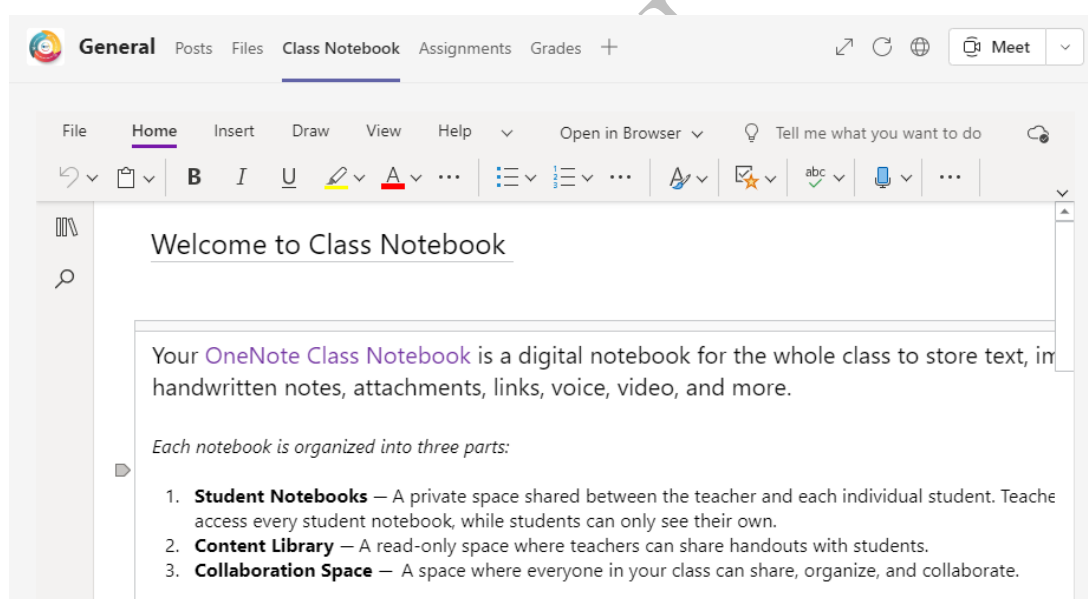 General Posts Files Class Notebook Assignments Grades Meet
File Home Insert Draw View Help Open in Browser Tell me what you want to do
B I U A abc
Welcome to Class Notebook
Your OneNote Class Notebook is a digital notebook for the whole class to store text,
handwritten notes, attachments, links, voice, video, and more.
Each notebook is organized into three parts:
1. Student Notebooks — A private space shared between the teacher and each individual student.
access every student notebook, while students can only see their own.
2. Content Library — A read-only space where teachers can share handouts with students.
3. Collaboration Space — A space where everyone in your class can share, organize, and collaborate.